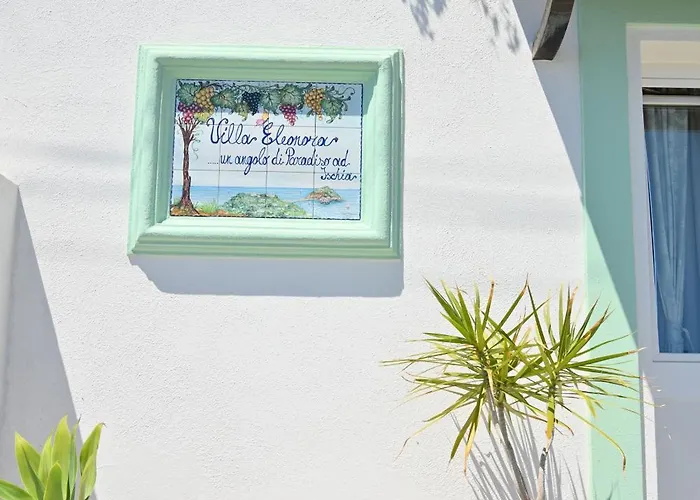 Villa Eleonora
.....un angolo di Paradiso ad
Ischia